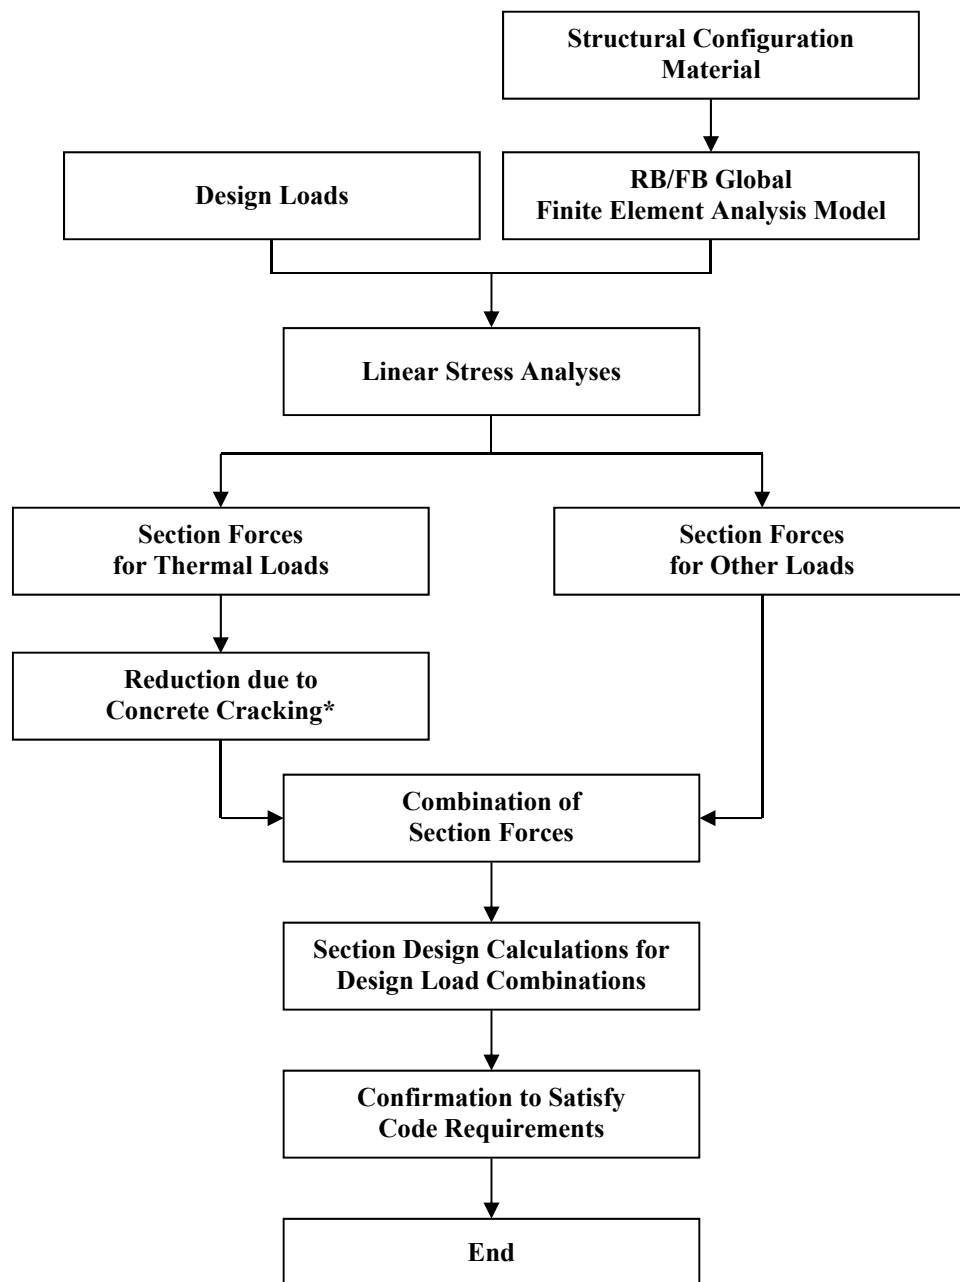 Structural Configuration
Material
Design Loads
RB/FB Global
Finite Element Analysis Model
Linear Stress Analyses
Section Forces
for Thermal Loads
Section Forces
for Other Loads
Reduction due to
Concrete Cracking*
Combination of
Section Forces
Section Design Calculations for
Design Load Combinations
Confirmation to Satisfy
Code Requirements
End